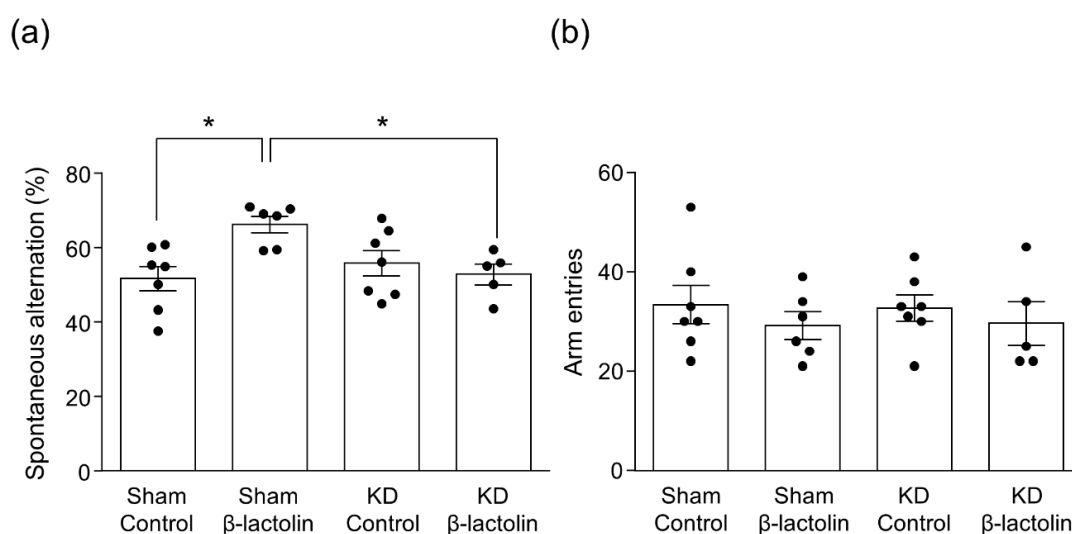 (a)
Spontaneous alternation (%)
80
60
40
20
0
*
*
Sham
Control
Sham
β-lactolin
KD
Control
KD
β-lactolin
(b)
Arm entries
60
40
20
0
Sham
Control
Sham
β-lactolin
KD
Control
KD
β-lactolin